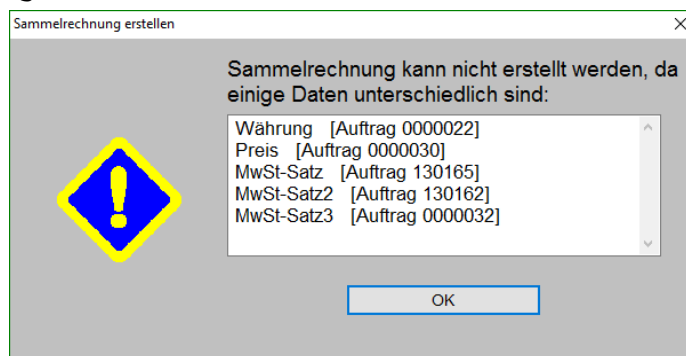 Sammelrechnung erstellen
Sammelrechnung kann nicht erstellt werden, da
einige Daten unterschiedlich sind:
Währung [Auftrag 0000022]
Preis [Auftrag 0000030]
MwSt-Satz [Auftrag 130165]
MwSt-Satz2 [Auftrag 130162]
MwSt-Satz3 [Auftrag 0000032]
OK